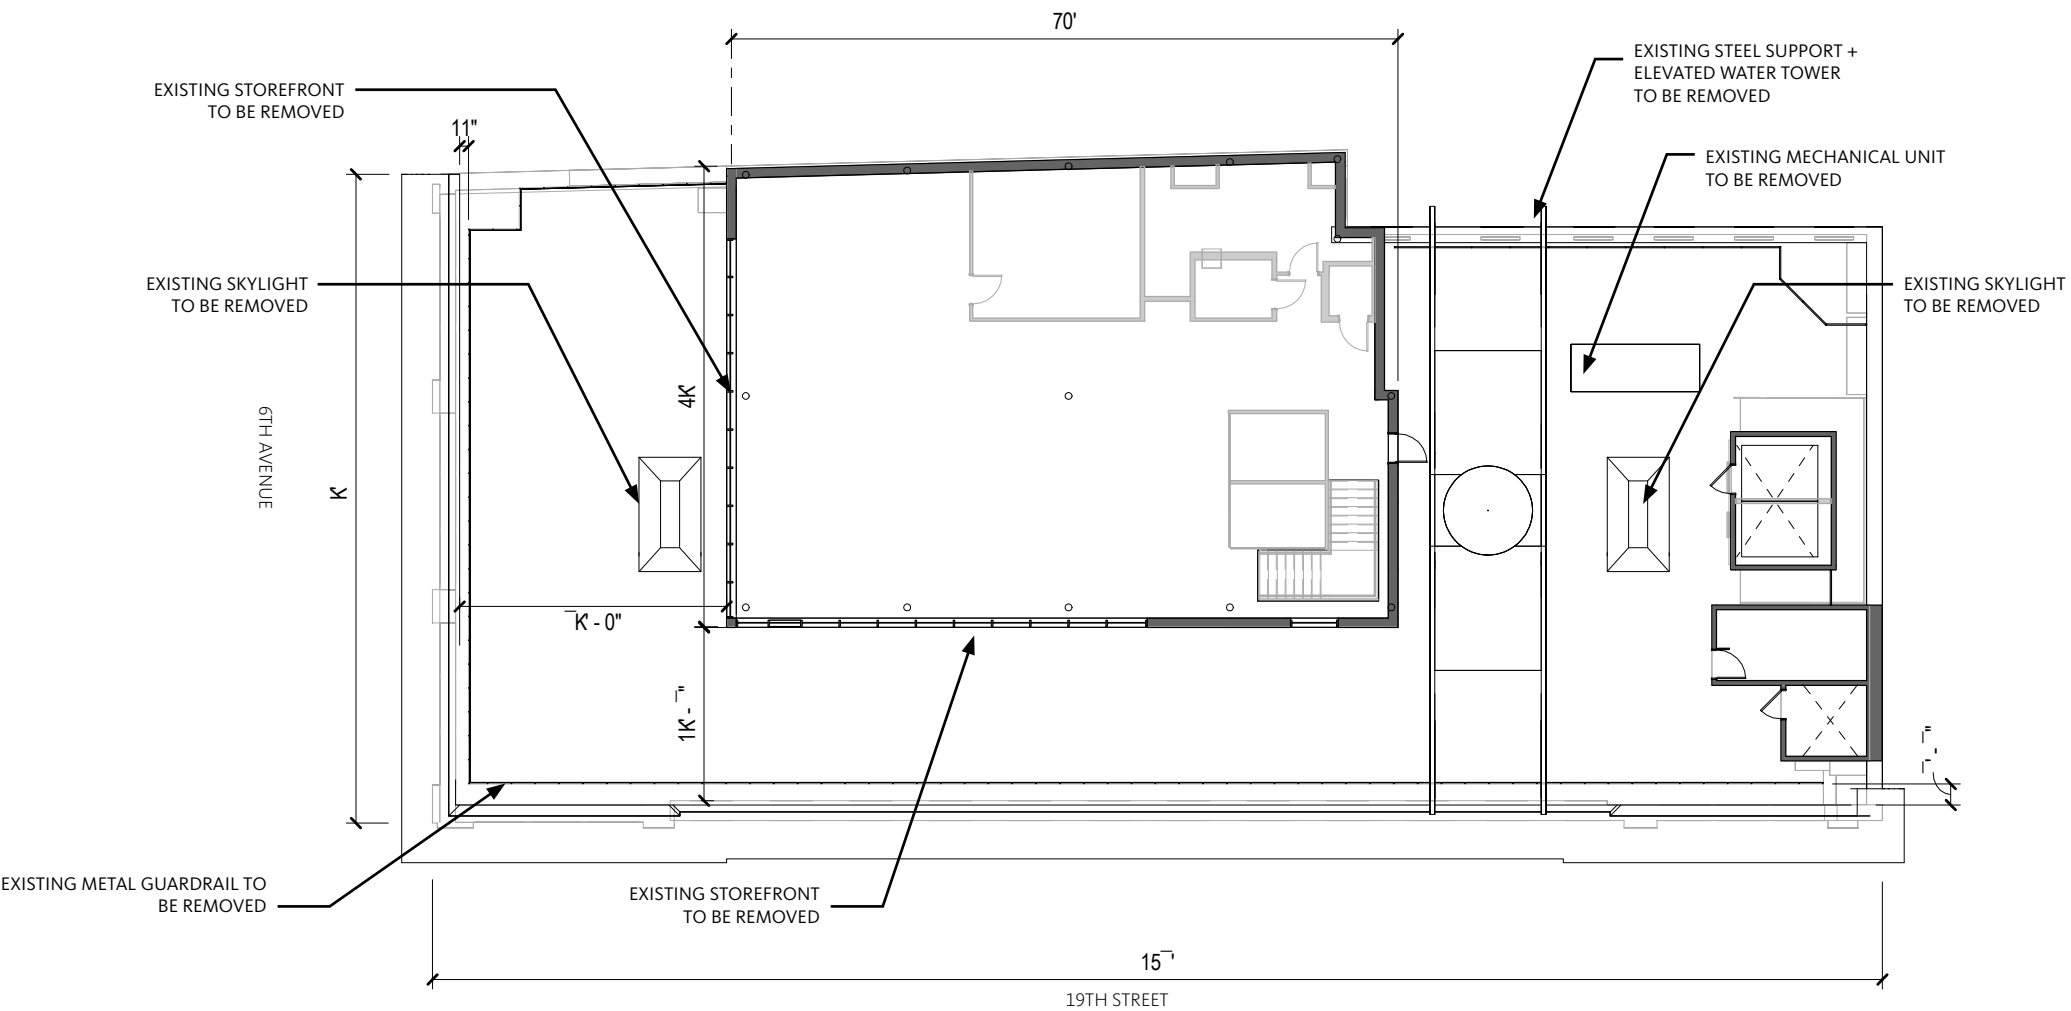 70'
EXISTING STEEL SUPPORT +
ELEVATED WATER TOWER
TO BE REMOVED
EXISTING STOREFRONT
TO BE REMOVED
11"
EXISTING MECHANICAL UNIT
TO BE REMOVED
EXISTING SKYLIGHT
TO BE REMOVED
EXISTING SKYLIGHT
TO BE REMOVED
6TH AVENUE
EXISTING METAL GUARDRAIL TO
BE REMOVED
EXISTING STOREFRONT
TO BE REMOVED
19TH STREET